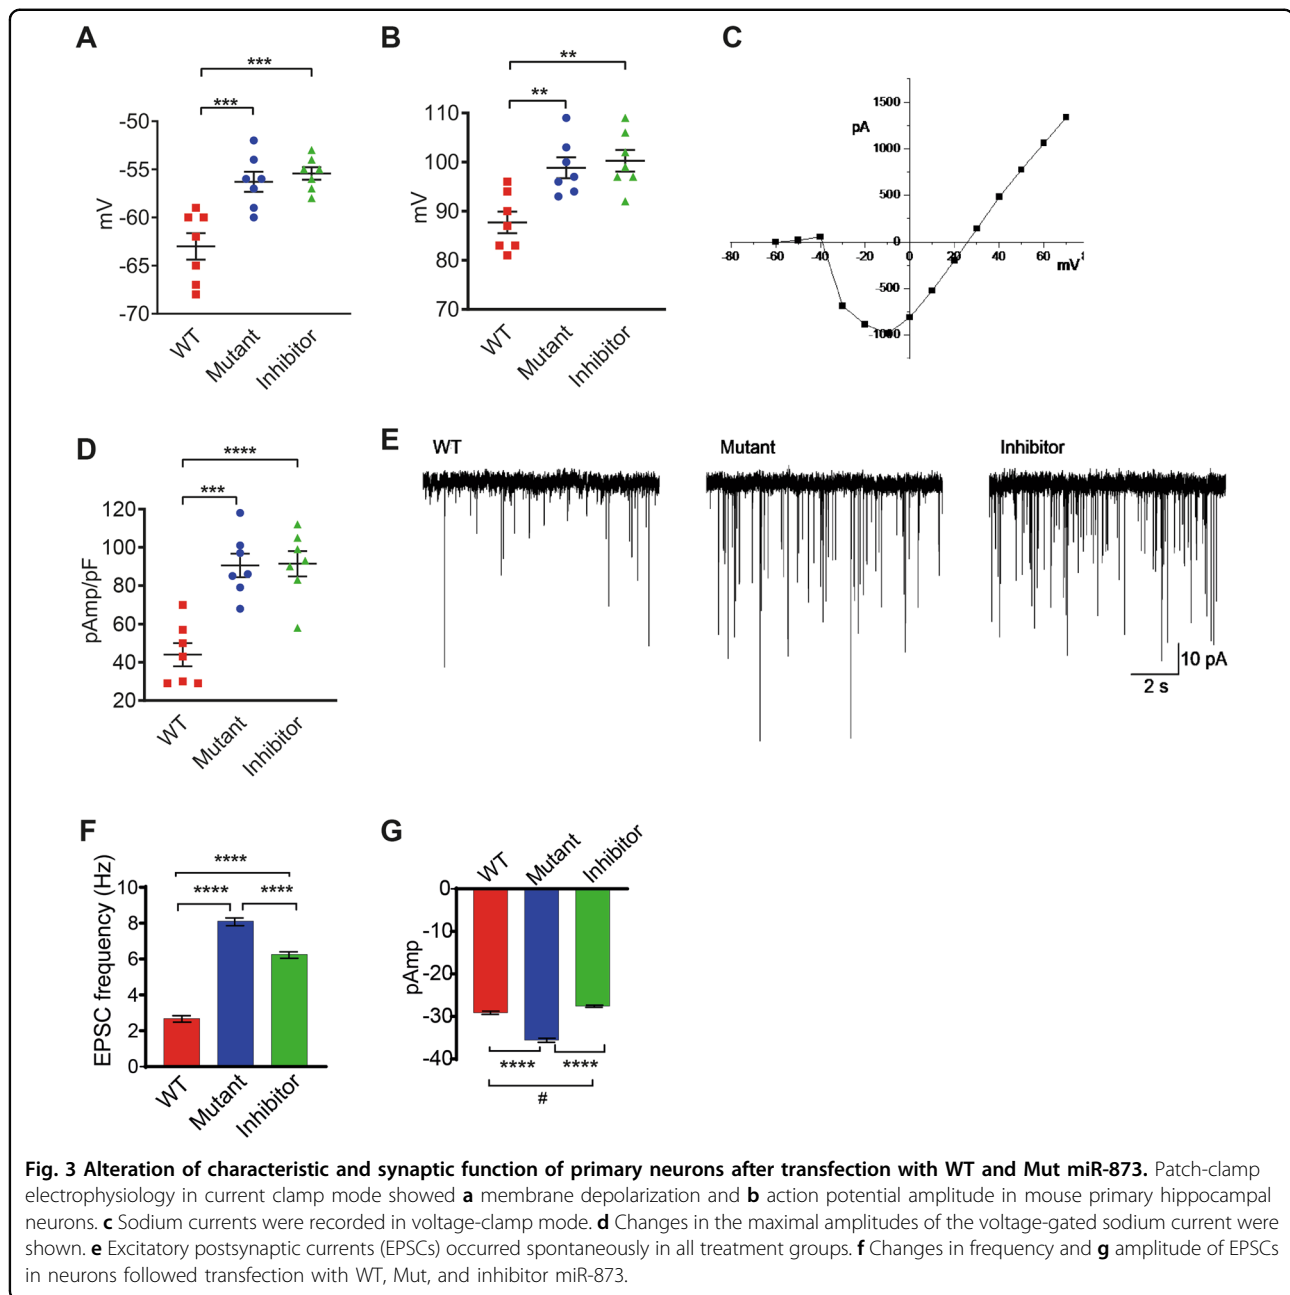 A
***
***
-50
-55
-60
-65
-70
mV
WT
Mutant
Inhibitor
B
**
**
110
100
90
80
70
mV
WT
Mutant
Inhibitor
C
pA
1500
1000
500
0
-500
-1000
-80 -60 -40 -20 0 20 40 60
mV
D
****
***
120
100
80
60
40
20
pAmp/pF
WT
Mutant
Inhibitor
E
WT
Mutant
Inhibitor
10 pA
2 s
F
****
**** ****
10
8
6
4
2
0
EPSC frequency (Hz)
WT
Mutant
Inhibitor
G
WT
Mutant
Inhibitor
0
-10
-20
-30
-40
pAmp
**** ****
#
Fig. 3 Alteration of characteristic and synaptic function of primary neurons after transfection with WT and Mut miR-873. Patch-clamp
electrophysiology in current clamp mode showed a membrane depolarization and b action potential amplitude in mouse primary hippocampal
neurons. c Sodium currents were recorded in voltage-clamp mode. d Changes in the maximal amplitudes of the voltage-gated sodium current were
shown. e Excitatory postsynaptic currents (EPSCs) occurred spontaneously in all treatment groups. f Changes in frequency and g amplitude of EPSCs
in neurons followed transfection with WT, Mut, and inhibitor miR-873.